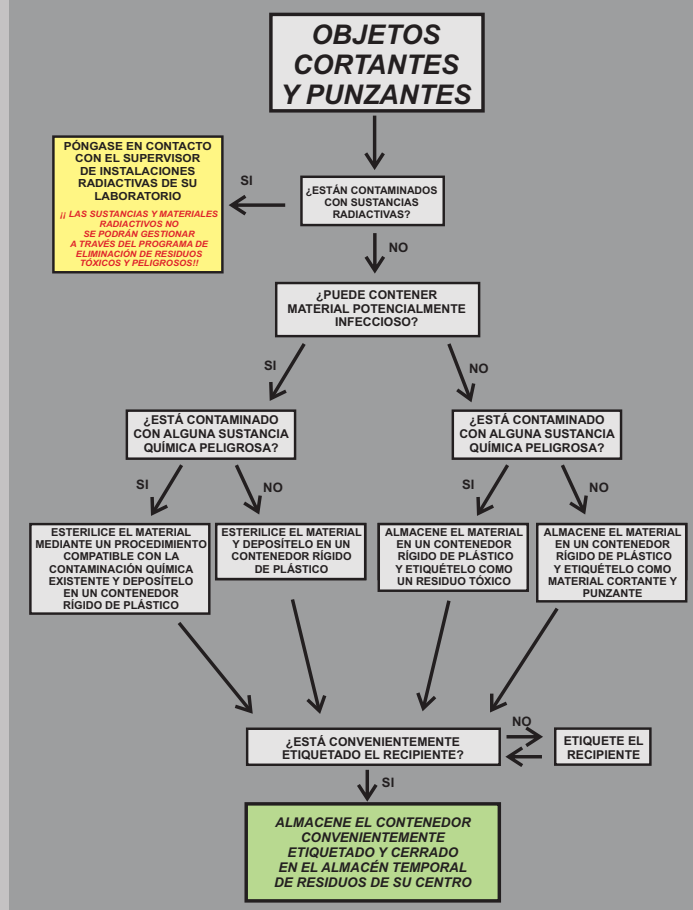 OBJETOS
CORTANTES
Y PUNZANTES
PÓNGASE EN CONTACTO
CON EL SUPERVISOR
DE INSTALACIONES
RADIACTIVAS DE SU
LABORATORIO
¡¡ LAS SUSTANCIAS Y MATERIALES
RADIACTIVOS NO
SE PODRÁN GESTIONAR
A TRAVÉS DEL PROGRAMA DE
ELIMINACIÓN DE RESIDUOS
TÓXICOS Y PELIGROSOS!!
SI
¿ESTÁN CONTAMINADOS
CON SUSTANCIAS
RADIACTIVAS?
NO
¿PUEDE CONTENER
MATERIAL POTENCIALMENTE
INFECCIOSO?
SI
NO
¿ESTÁ CONTAMINADO
CON ALGUNA SUSTANCIA
QUÍMICA PELIGROSA?
¿ESTÁ CONTAMINADO
CON ALGUNA SUSTANCIA
QUÍMICA PELIGROSA?
SI
NO
SI
NO
ESTERILICE EL MATERIAL
MEDIANTE UN PROCEDIMIENTO
COMPATIBLE CON LA
CONTAMINACIÓN QUÍMICA
EXISTENTE Y DEPOSÍTELO
EN UN CONTENEDOR
RÍGIDO DE PLÁSTICO
ESTERILICE EL MATERIAL
Y DEPOSÍTELO EN UN
CONTENEDOR RÍGIDO
DE PLÁSTICO
ALMACENE EL MATERIAL
EN UN CONTENEDOR
RÍGIDO DE PLÁSTICO
Y ETIQUÉTELO COMO
UN RESIDUO TÓXICO
ALMACENE EL MATERIAL
EN UN CONTENEDOR
RÍGIDO DE PLÁSTICO
Y ETIQUÉTELO COMO
MATERIAL CORTANTE Y
PUNZANTE
¿ESTÁ CONVENIENTEMENTE
ETIQUETADO EL RECIPIENTE?
NO
ETIQUETE EL
RECIPIENTE
SI
ALMACENE EL CONTENEDOR
CONVENIENTEMENTE
ETIQUETADO Y CERRADO
EN EL ALMACÉN TEMPORAL
DE RESIDUOS DE SU CENTRO